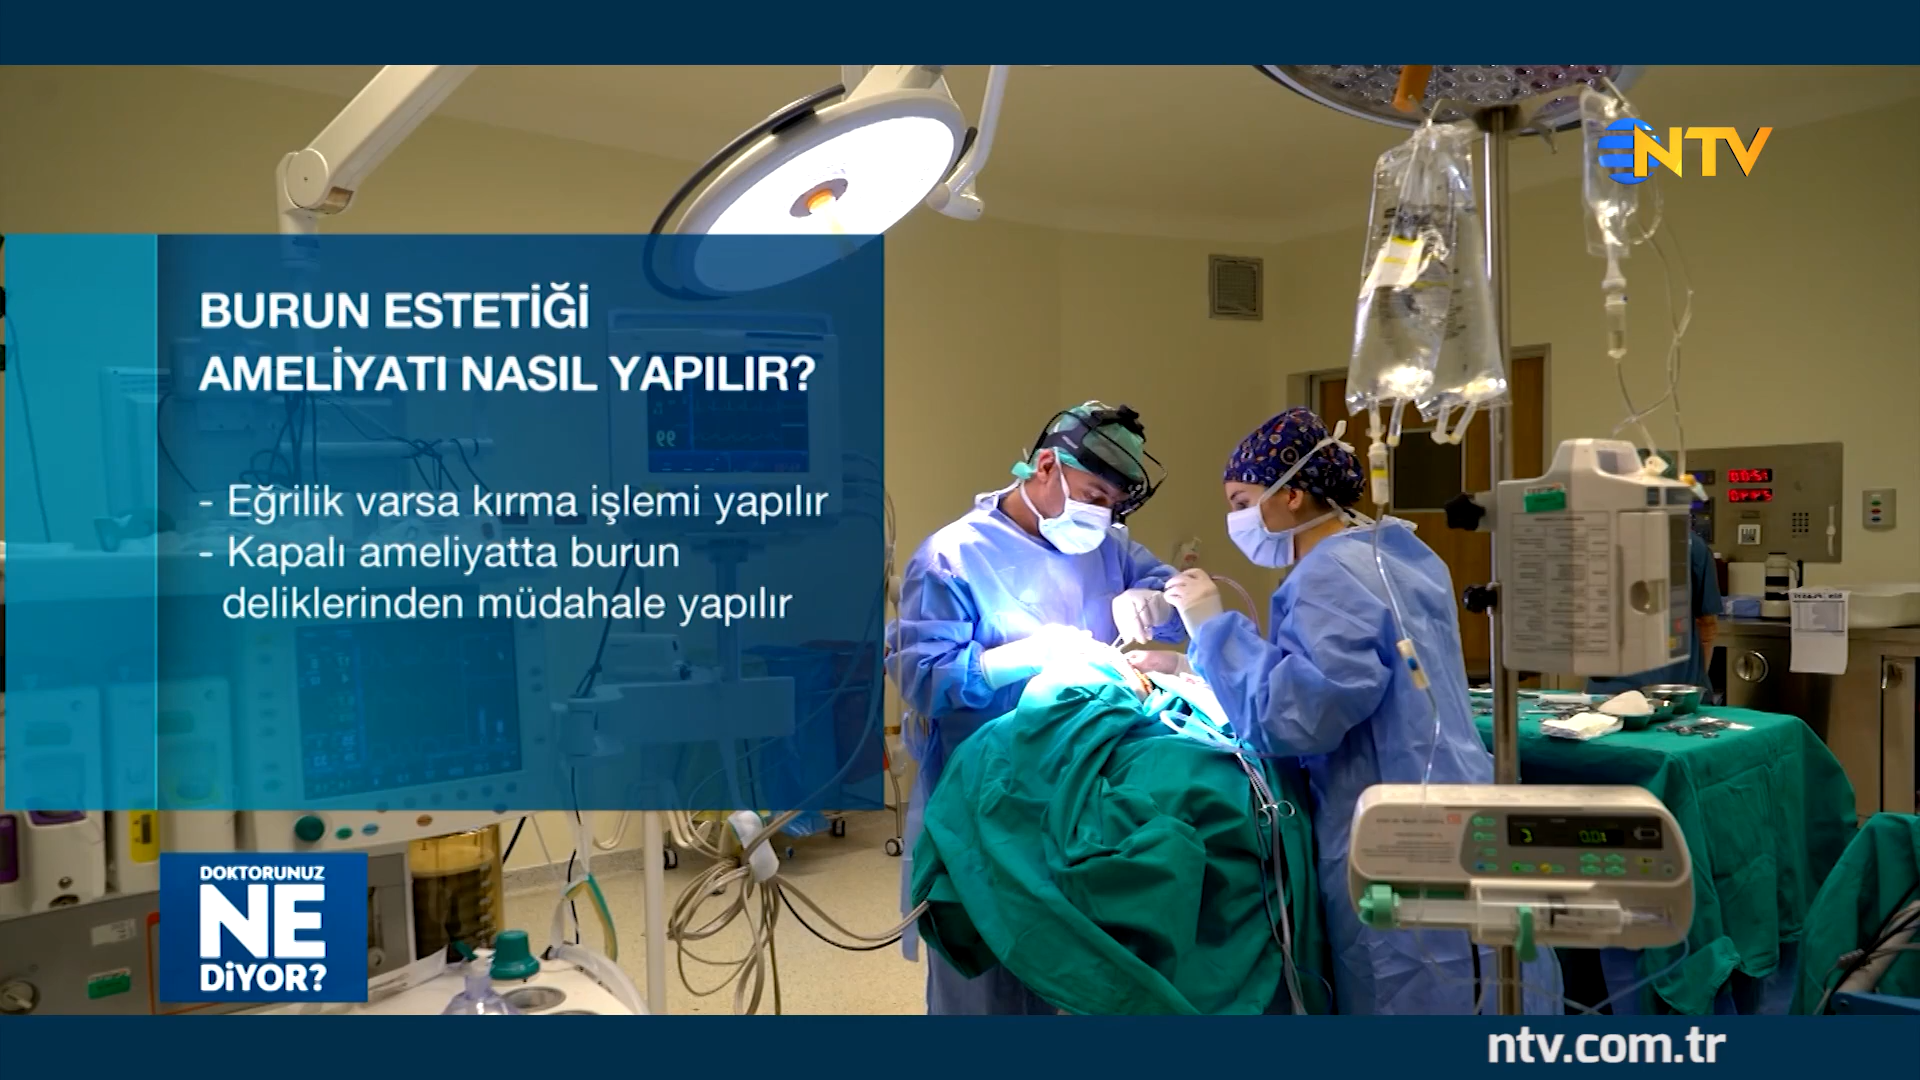 NTV
BURUN ESTETİĞİ
AMELİYATI NASIL YAPILIR?
- Eğrilik varsa kırma işlemi yapılır
- Kapalı ameliyatta burun
deliklerinden müdahale yapılır
DOKTORUNUZ
NE
DİYOR?
ntv.com.tr